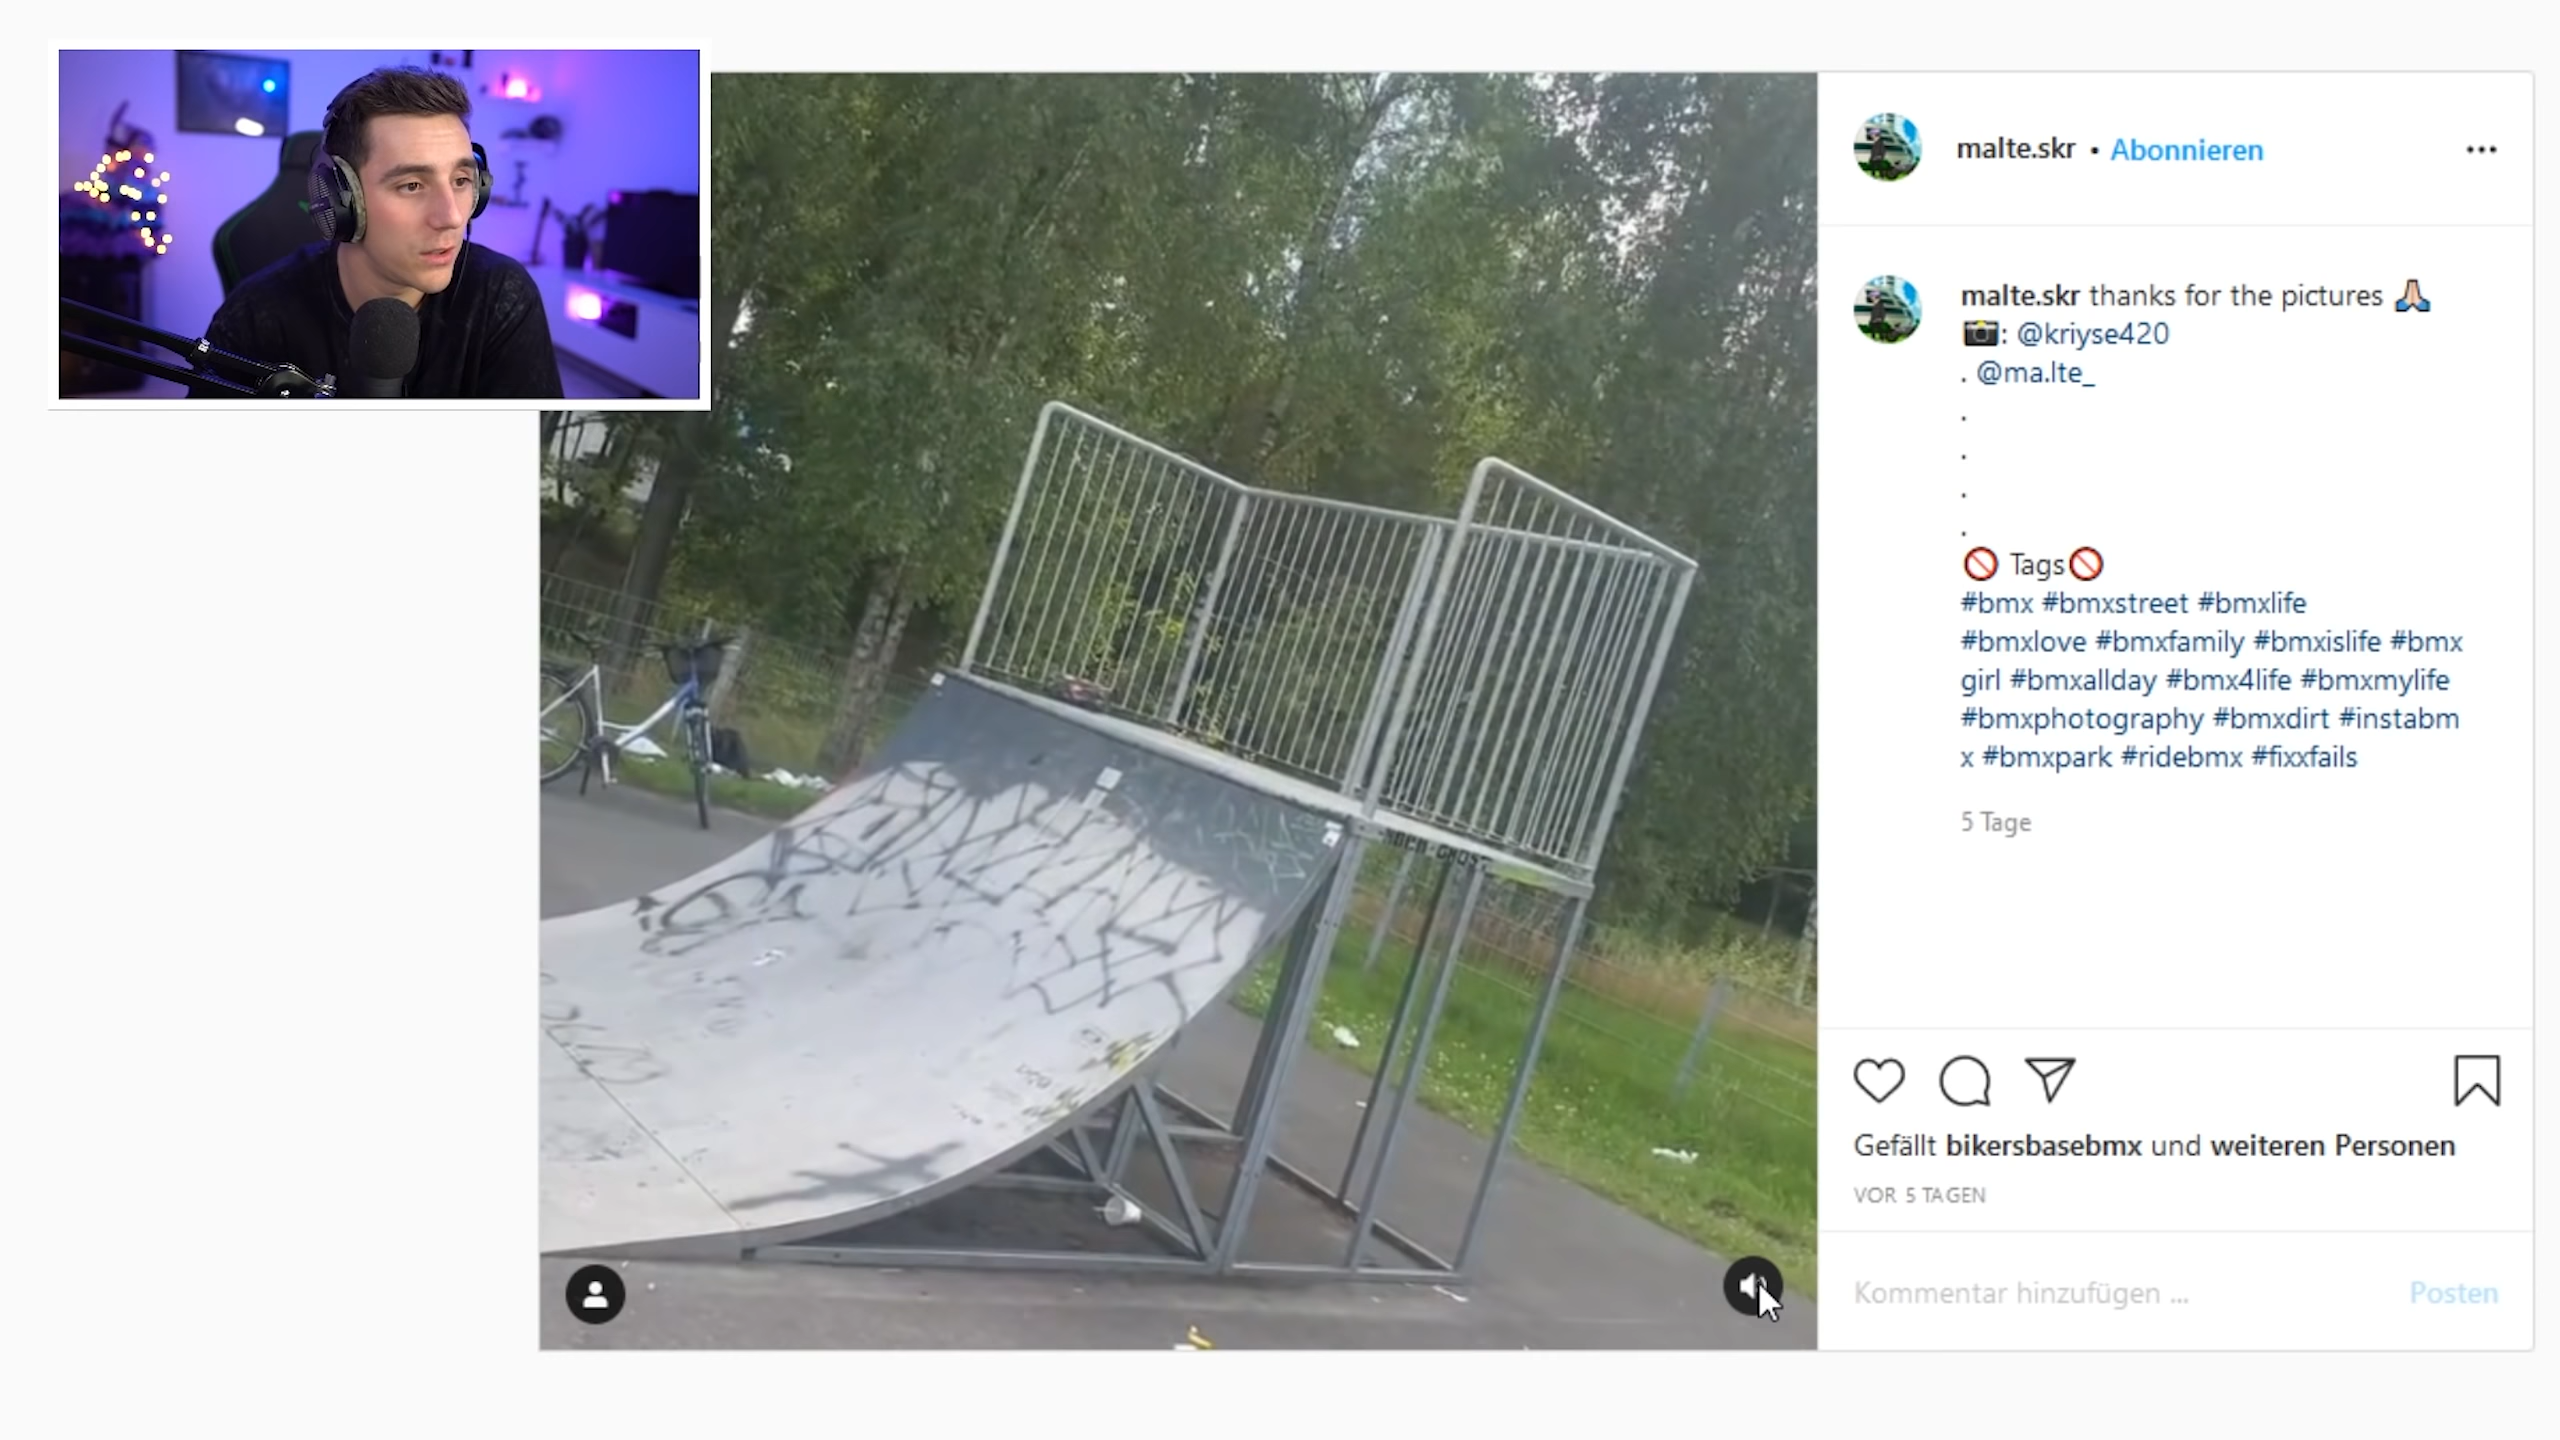 malte.skr • Abonnieren
malte.skr thanks for the pictures 🙏
📷: @kriyse420
. @ma.lte_
.
.
.
.
🚫 Tags🚫
#bmx #bmxstreet #bmxlife
#bmxlove #bmxfamily #bmxislife #bmx
girl #bmxallday #bmx4life #bmxmylife
#bmxphotography #bmxdirt #instabm
x #bmxpark #ridebmx #fixxfails
5 Tage
Gefällt bikersbasebmx und weiteren Personen
VOR 5 TAGEN
Kommentar hinzufügen ...
Posten